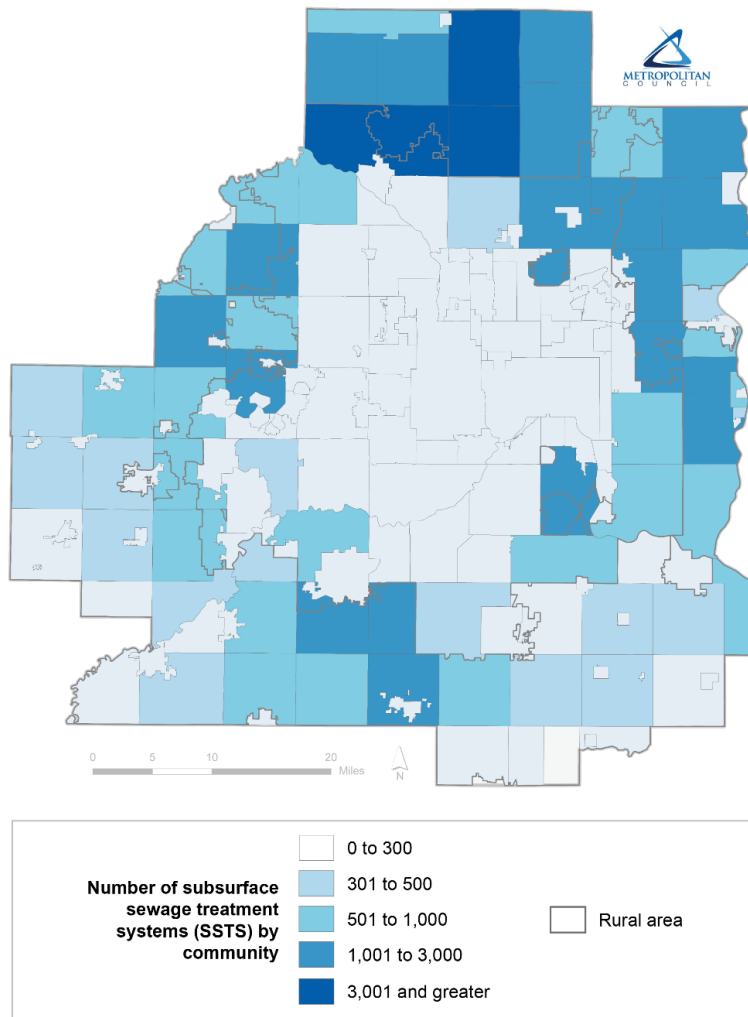 METROPOLITAN
COUNCIL
0 5 10 20
Miles
N
Number of subsurface
sewage treatment
systems (SSTS) by
community
0 to 300
301 to 500
501 to 1,000
1,001 to 3,000
3,001 and greater
Rural area